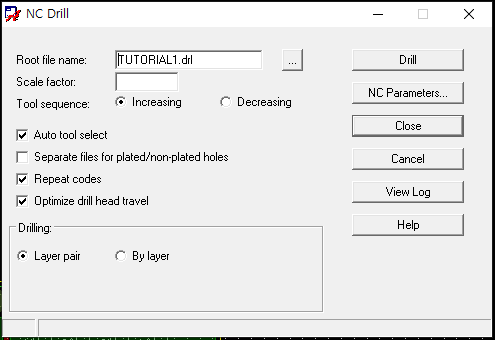 NC Drill
Root file name: TUTORIAL1.drl ... Drill
Scale factor:
Tool sequence: Increasing Decreasing NC Parameters...
Close
Auto tool select
Separate files for plated/non-plated holes Cancel
Repeat codes
Optimize drill head travel View Log
Drilling: Help
Layer pair By layer